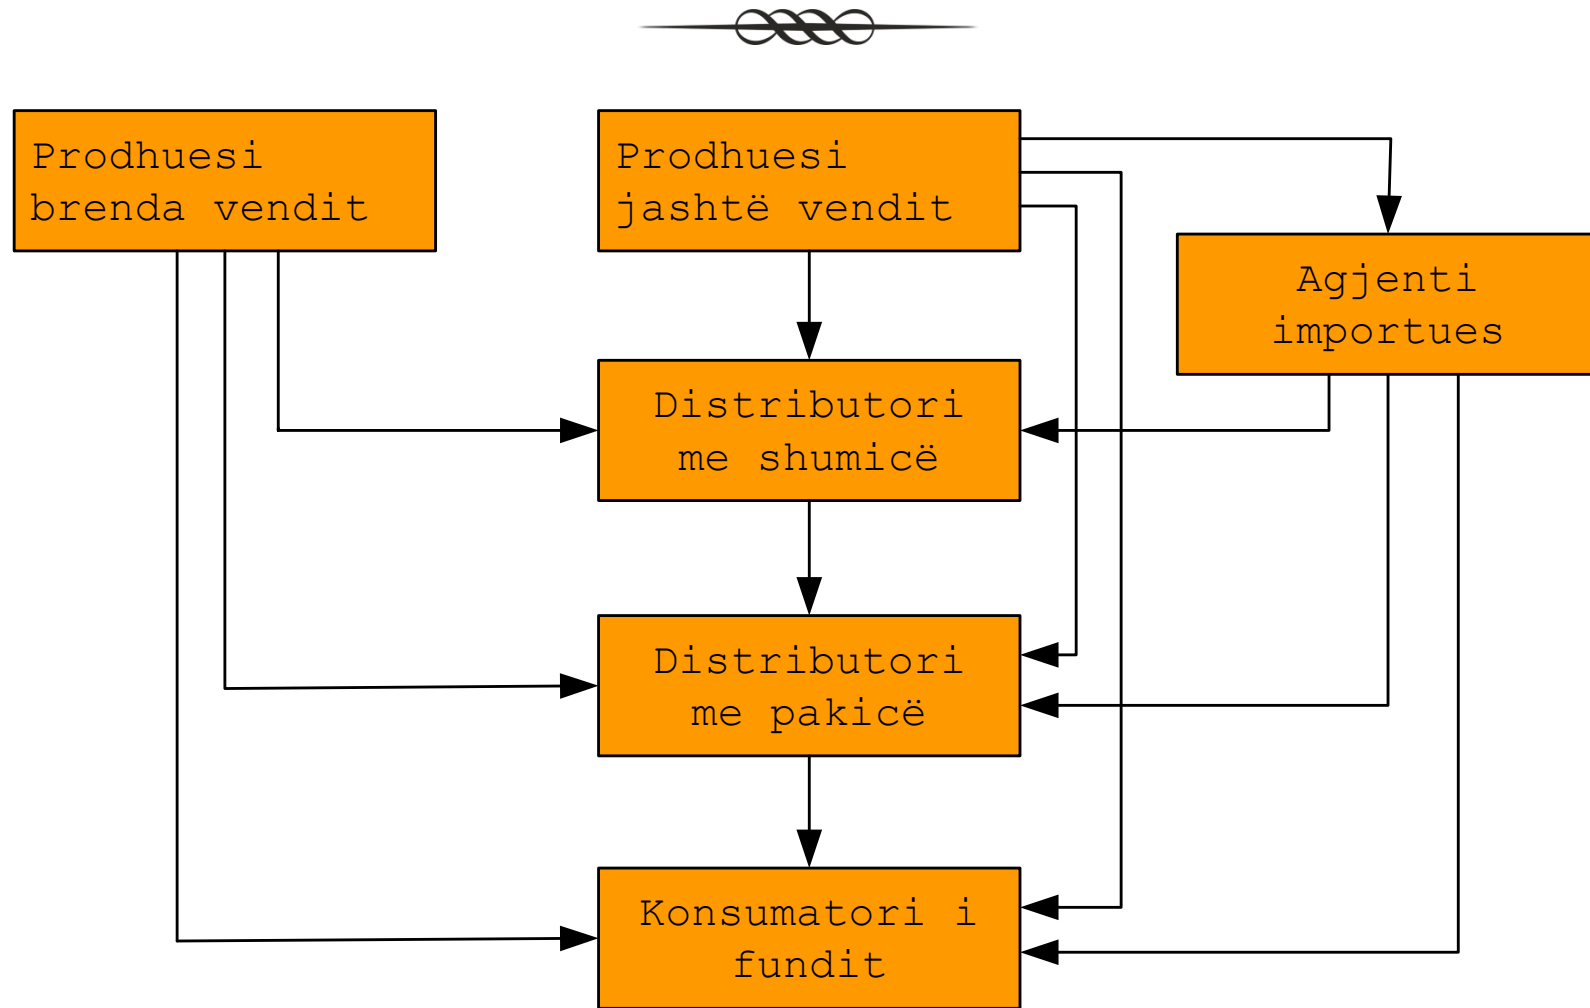 Prodhuesi
brenda vendit
Prodhuesi
jashtë vendit
Agjenti
importues
Distributori
me shumicë
Distributori
me pakicë
Konsumatori i
fundit